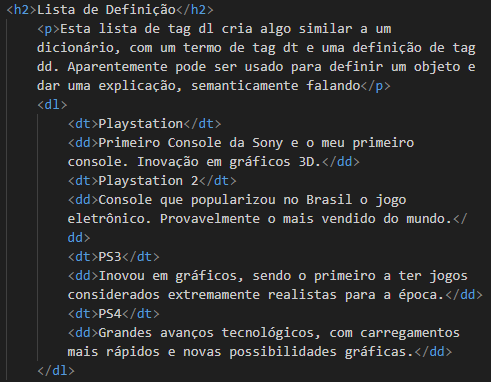 <h2>Lista de Definição</h2>
<p>Esta lista de tag dl cria algo similar a um
dicionário, com um termo de tag dt e uma definição de tag
dd. Aparentemente pode ser usado para definir um objeto e
dar uma explicação, semanticamente falando</p>
<dl>
<dt>Playstation</dt>
<dd>Primeiro Console da Sony e o meu primeiro
console. Inovação em gráficos 3D.</dd>
<dt>Playstation 2</dt>
<dd>Console que popularizou no Brasil o jogo
eletrônico. Provavelmente o mais vendido do mundo.</
dd>
<dt>PS3</dt>
<dd>Inovou em gráficos, sendo o primeiro a ter jogos
considerados extremamente realistas para a época.</dd>
<dt>PS4</dt>
<dd>Grandes avanços tecnológicos, com carregamentos
mais rápidos e novas possibilidades gráficas.</dd>
</dl>